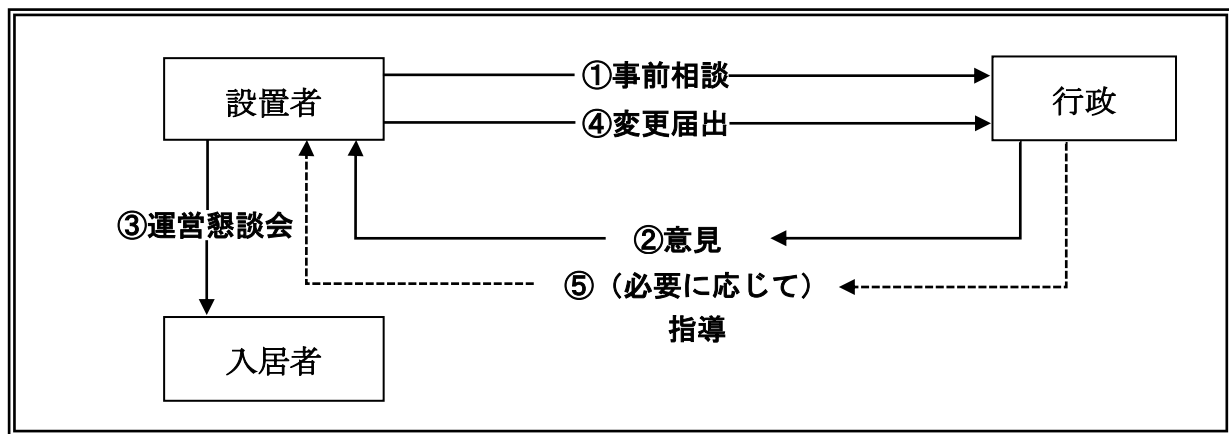 ①事前相談
設置者
行政
④変更届出
③運営懇談会
②意見
⑤（必要に応じて）
指導
入居者